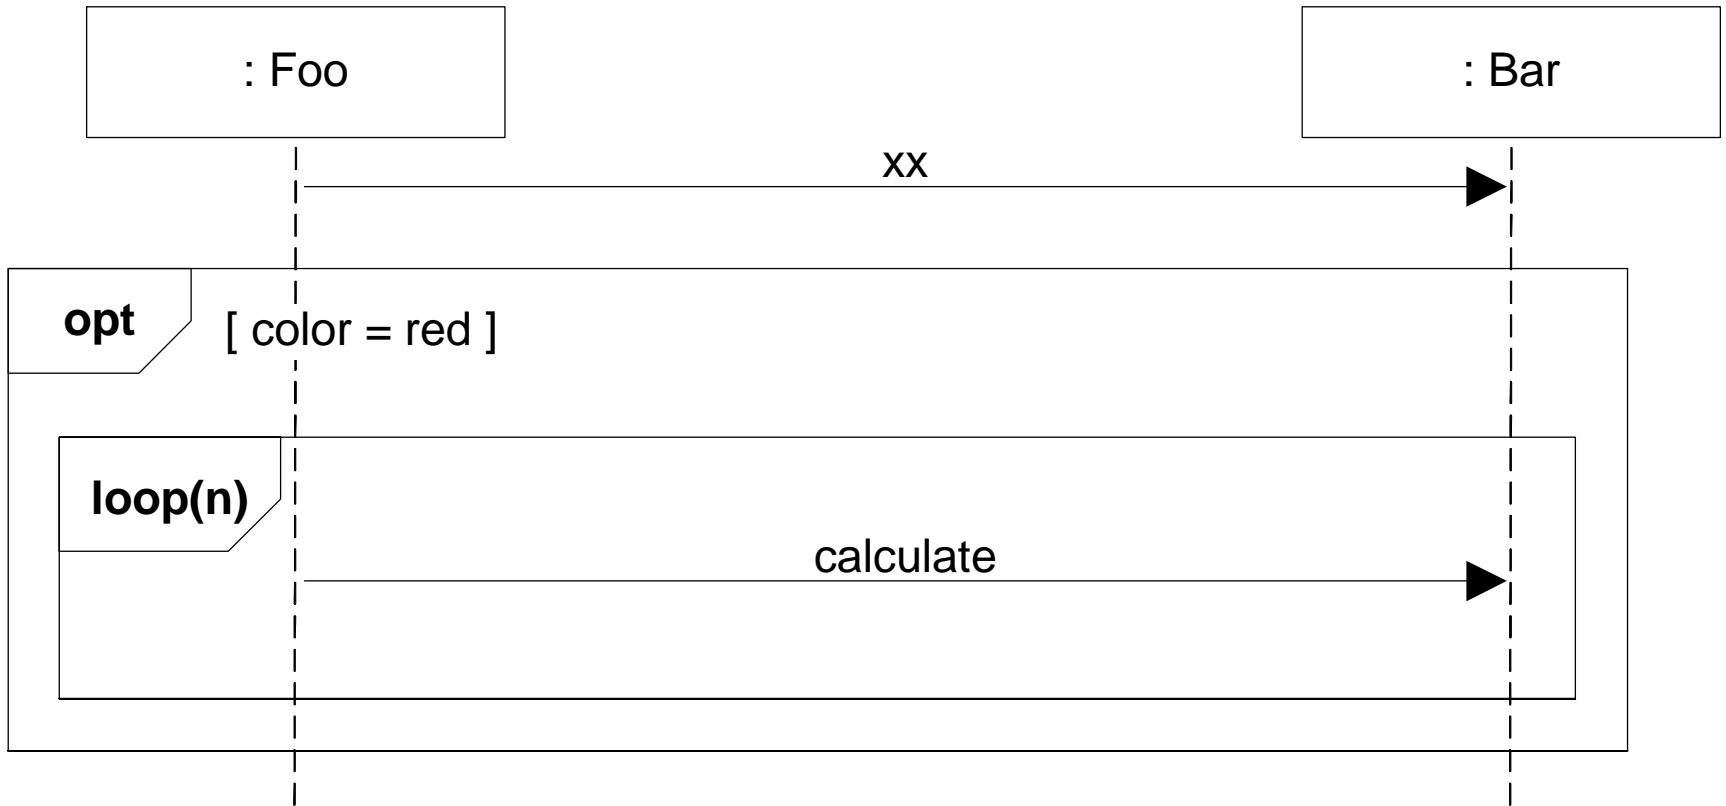 : Foo
: Bar
xx
opt
[ color = red ]
loop(n)
calculate